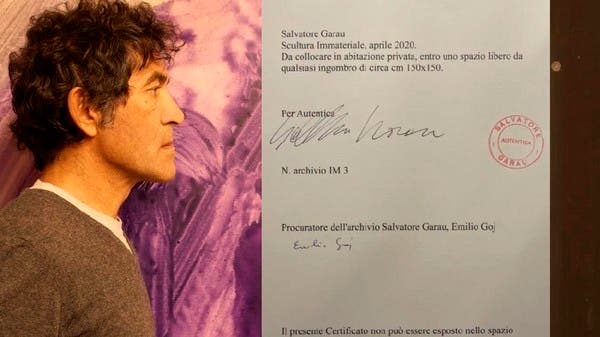 Salvatore Garau
Scultura Immateriale, aprile 2020.
Da collocare in abitazione privata, entro uno spazio libero da
qualsiasi ingombro di circa cm 150x150.
Per Autentica
SALVATORE
AUTENTICA
GARAU
N. archivio IM 3
Procuratore dell'archivio Salvatore Garau, Emilio Goj
Emilio Goj
Il presente Certificato non può essere esposto nello spazio